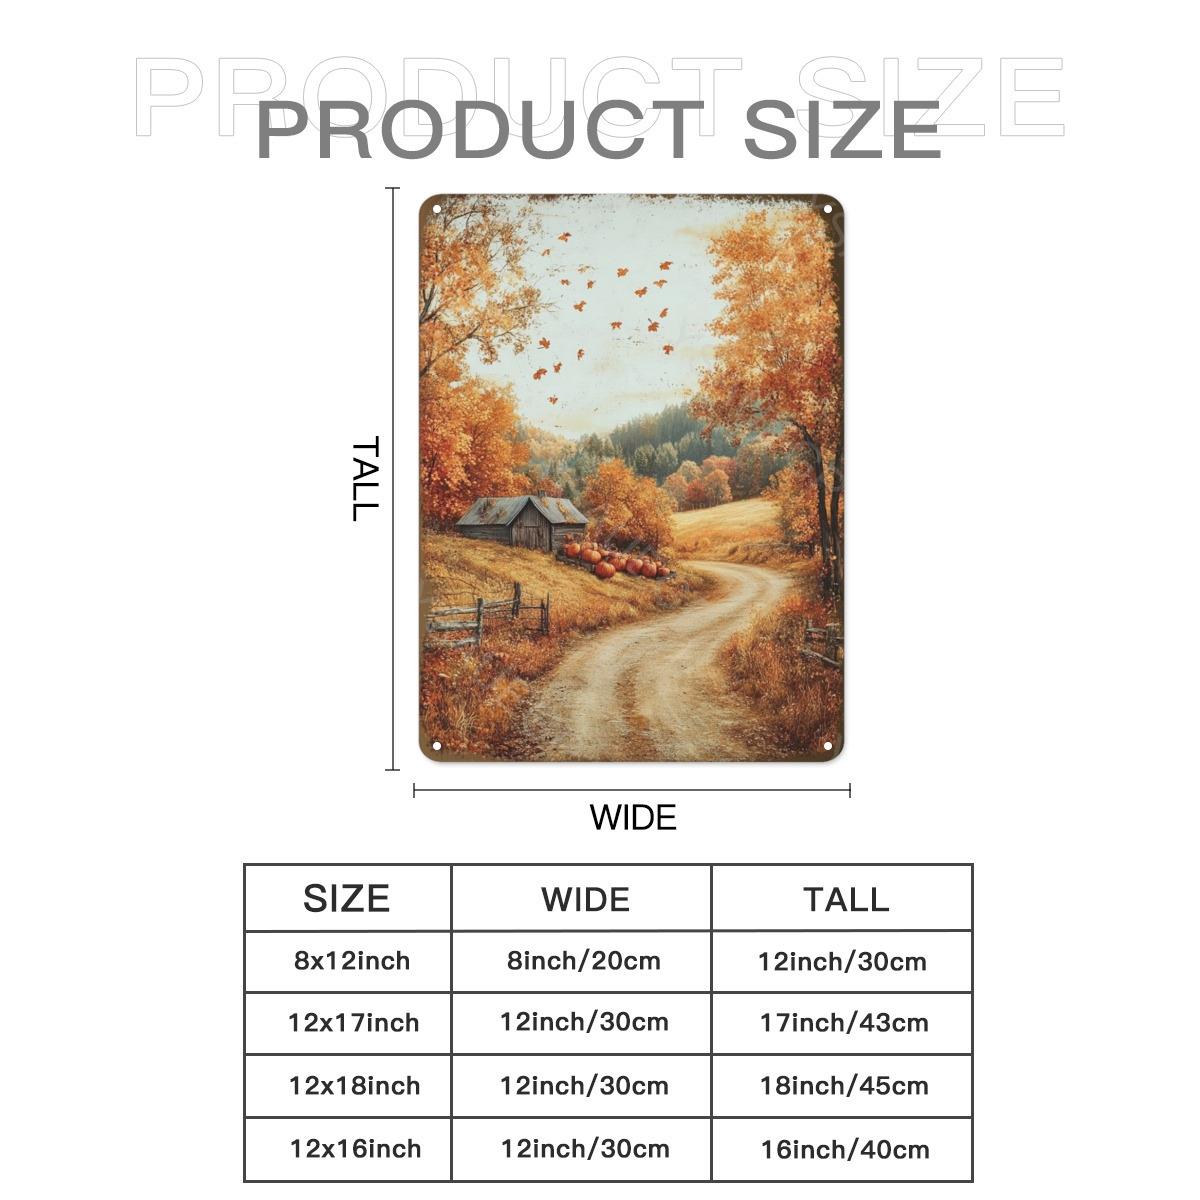 PRODUCT SIZE
PRODUCT SIZE
TALL
WIDE
SIZE WIDE TALL
8x12inch 8inch/20cm 12inch/30cm
12x17inch 12inch/30cm 17inch/43cm
12x18inch 12inch/30cm 18inch/45cm
12x16inch 12inch/30cm 16inch/40cm